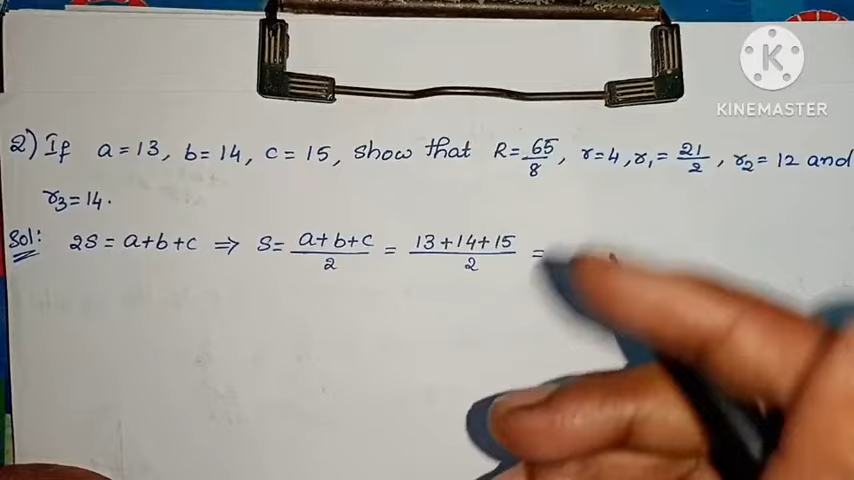 K
KINEMASTER
2) If a=13, b=14, c=15, show that R=65/8, r=4, r₁=21/2, r₂=12 and
r₃=14.
Sol: 2S = a+b+c ⇒ S= a+b+c/2 = 13+14+15/2 =